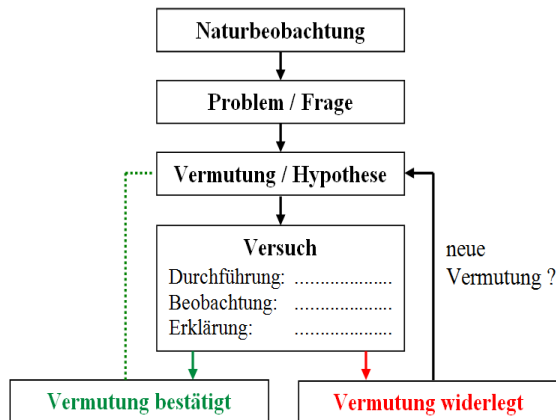 Naturbeobachtung
Problem / Frage
Vermutung / Hypothese
Versuch
Durchführung: ....................
Beobachtung: ....................
Erklärung: ....................
neue
Vermutung ?
Vermutung bestätigt
Vermutung widerlegt